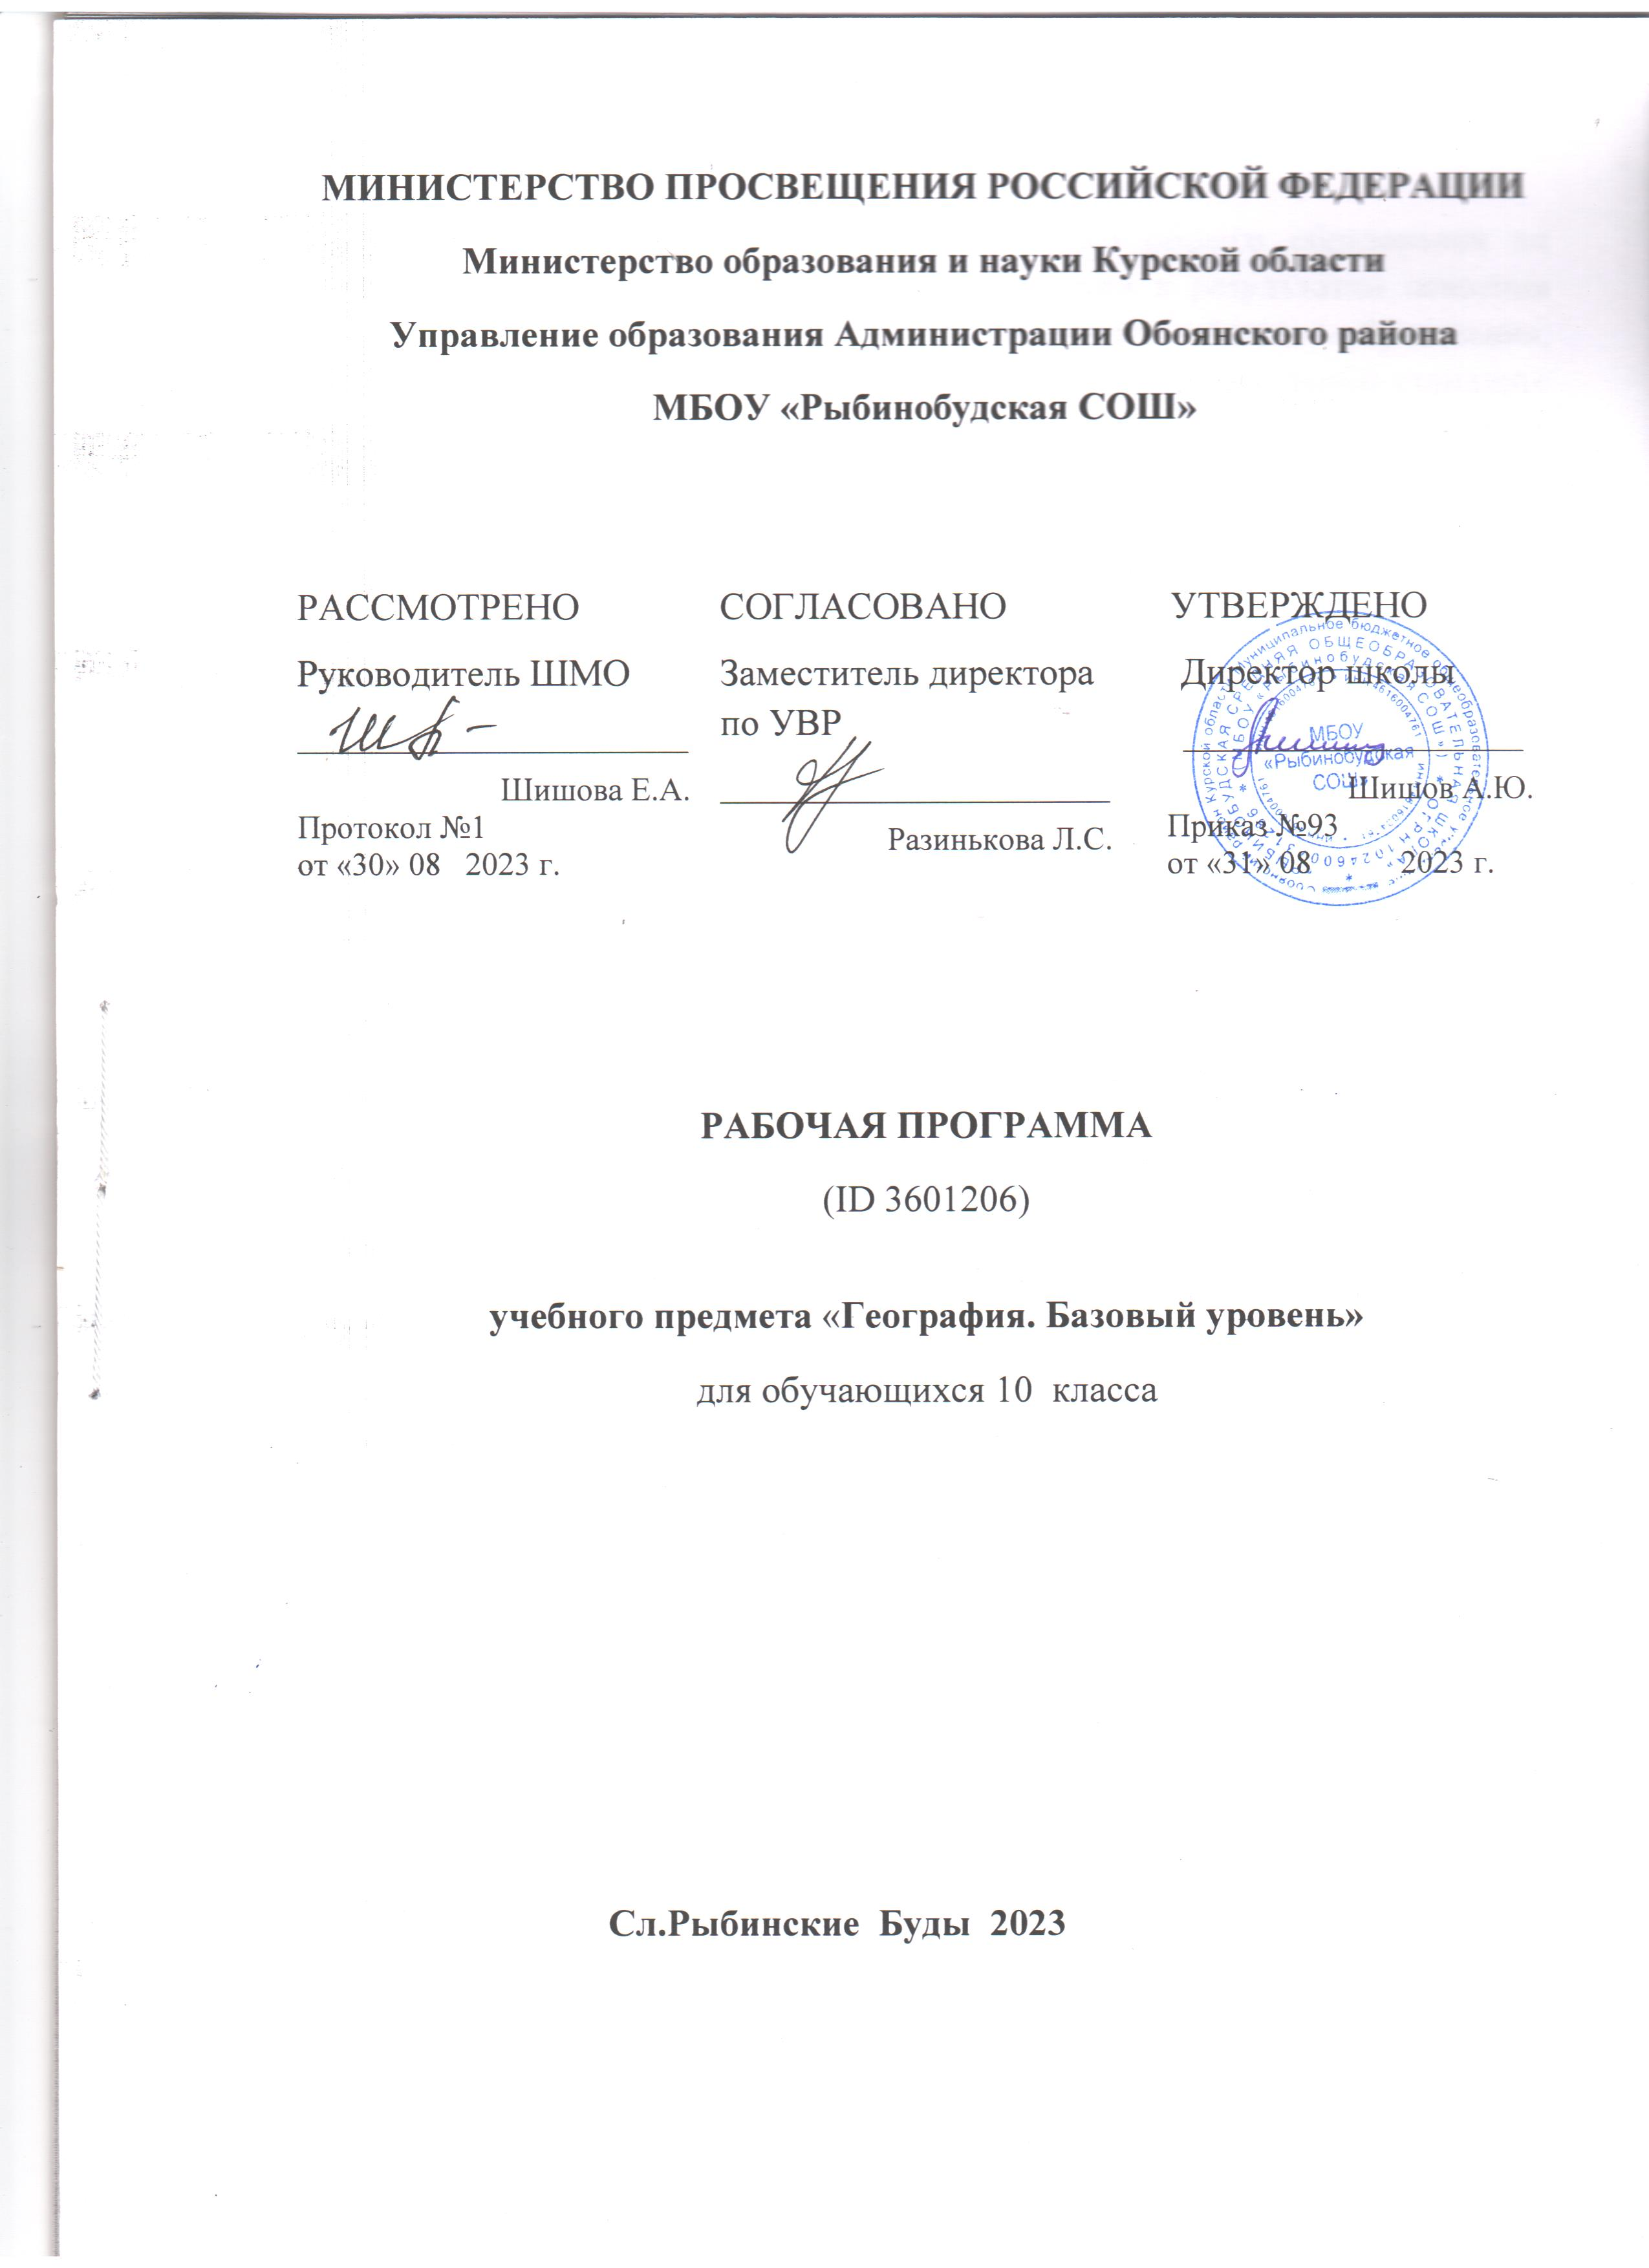 МИНИСТЕРСТВО ПРОСВЕЩЕНИЯ РОССИЙСКОЙ ФЕДЕРАЦИИ
Министерство образования и науки Курской области
Управление образования Администрации Обоянского района
МБОУ «Рыбинобудская СОШ»
РАССМОТРЕНО
Руководитель ШМО
Шишова Е.А.
Протокол №1
от «30» 08 2023 г.
СОГЛАСОВАНО
Заместитель директора
по УВР
Разинькова Л.С.
УТВЕРЖДЕНО
Директор школы
Шишов А.Ю.
Приказ №93
от «31» 08 2023 г.
МБОУ
«Рыбинобудская
СОШ»
РАБОЧАЯ ПРОГРАММА
(ID 3601206)
учебного предмета «География. Базовый уровень»
для обучающихся 10 класса
Сл.Рыбинские Буды 2023